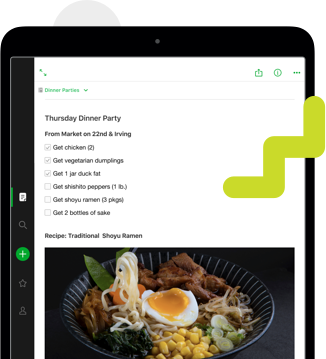 Dinner Parties
Thursday Dinner Party
From Market on 22nd & Irving
Get chicken (2)
Get vegetarian dumplings
Get 1 jar duck fat
Get shishito peppers (1 lb.)
Get shoyu ramen (3 pkgs)
Get 2 bottles of sake
Recipe: Traditional Shoyu Ramen